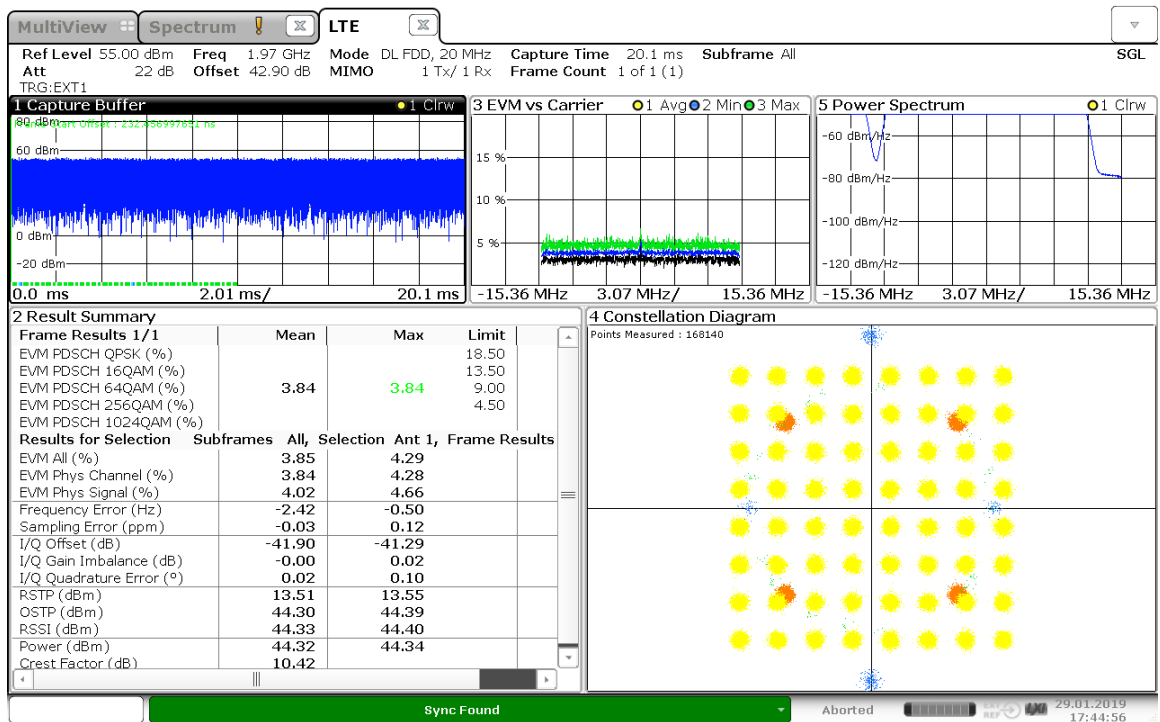 MultiView Spectrum LTE
Ref Level 55.00 dBm Freq 1.97 GHz Mode DL FDD, 20 MHz Capture Time 20.1 ms Subframe All SGL
Att 22 dB Offset 42.90 dB MIMO 1 Tx/ 1 Rx Frame Count 1 of 1 (1)
TRG:EXT1
1 Capture Buffer 1 Clrw
80 dBm
Frame Start Offset : 232.456997651 ns
60 dBm
0 dBm
-20 dBm
0.0 ms 2.01 ms/ 20.1 ms
3 EVM vs Carrier 1 Avg 2 Min 3 Max
15 %
10 %
5 %
-15.36 MHz 3.07 MHz/ 15.36 MHz
5 Power Spectrum 1 Clrw
-60 dBm/Hz
-80 dBm/Hz
-100 dBm/Hz
-120 dBm/Hz
-15.36 MHz 3.07 MHz/ 15.36 MHz
2 Result Summary
Frame Results 1/1 Mean Max Limit
EVM PDSCH QPSK (%) 18.50
EVM PDSCH 16QAM (%) 13.50
EVM PDSCH 64QAM (%) 3.84 3.84 9.00
EVM PDSCH 256QAM (%) 4.50
EVM PDSCH 1024QAM (%)
Results for Selection Subframes All, Selection Ant 1, Frame Results
EVM All (%) 3.85 4.29
EVM Phys Channel (%) 3.84 4.28
EVM Phys Signal (%) 4.02 4.66
Frequency Error (Hz) -2.42 -0.50
Sampling Error (ppm) -0.03 0.12
I/Q Offset (dB) -41.90 -41.29
I/Q Gain Imbalance (dB) -0.00 0.02
I/Q Quadrature Error (°) 0.02 0.10
RSTP (dBm) 13.51 13.55
OSTP (dBm) 44.30 44.39
RSSI (dBm) 44.33 44.40
Power (dBm) 44.32 44.34
Crest Factor (dB) 10.42
4 Constellation Diagram
Points Measured : 168140
Sync Found
Aborted
EXT
REF
LXI
29.01.2019
17:44:56